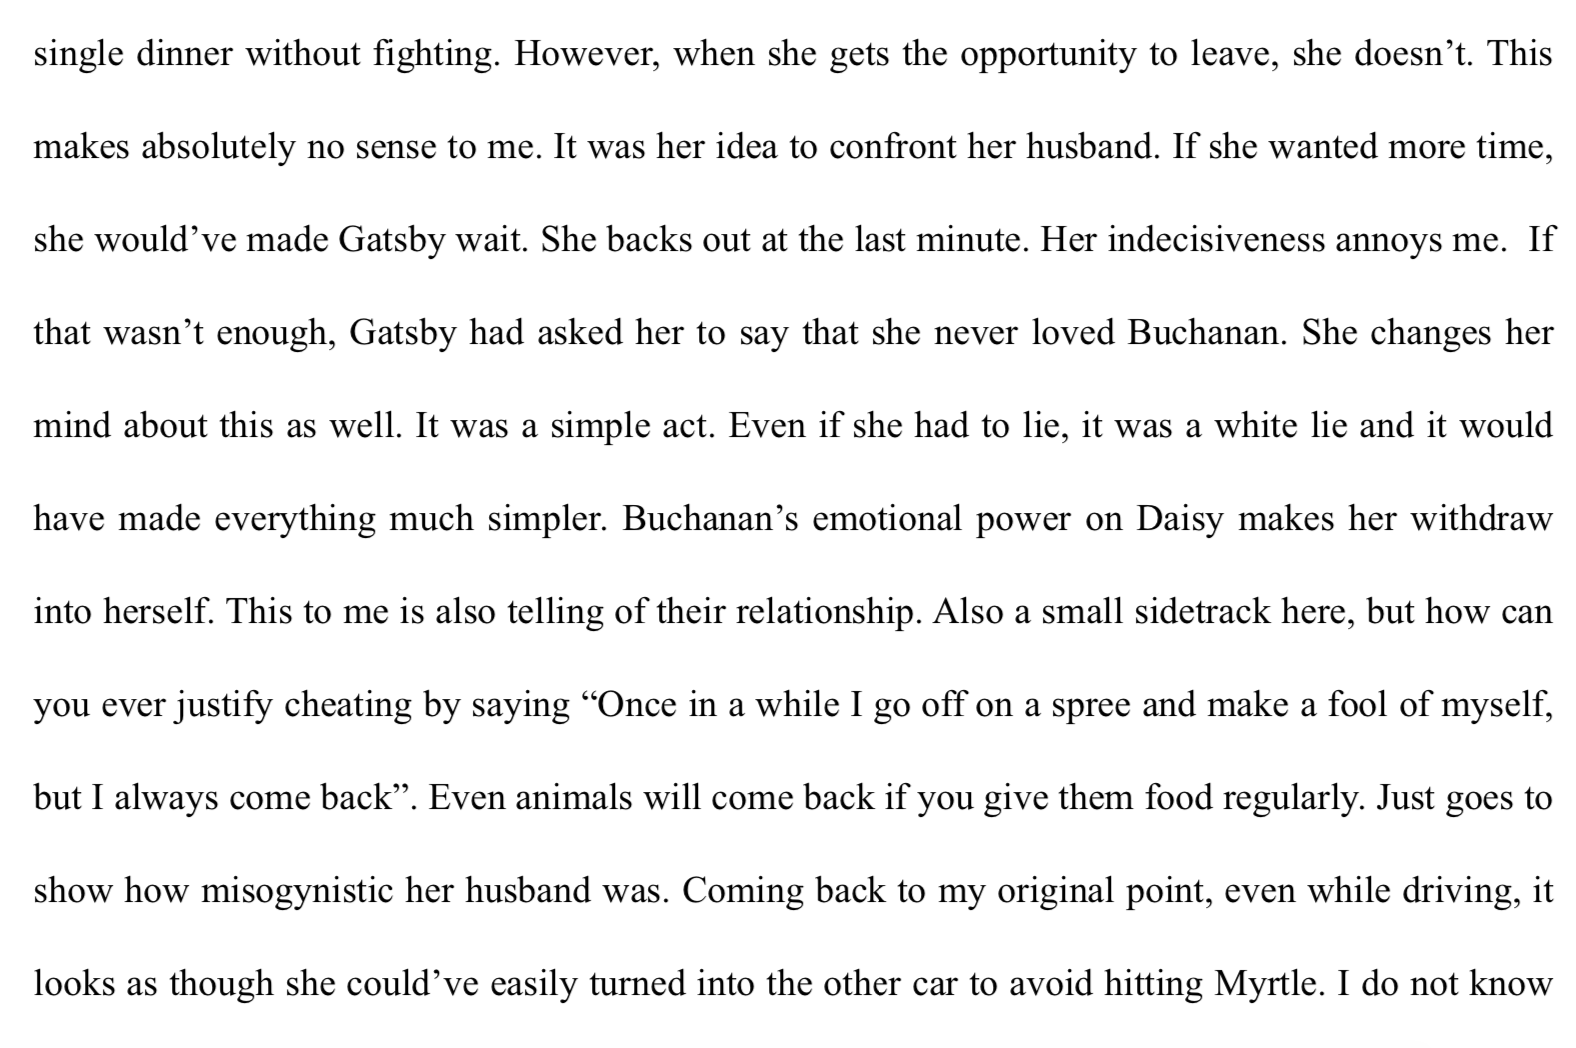 single dinner without fighting. However, when she gets the opportunity to leave, she doesn’t. This
makes absolutely no sense to me. It was her idea to confront her husband. If she wanted more time,
she would’ve made Gatsby wait. She backs out at the last minute. Her indecisiveness annoys me.  If
that wasn’t enough, Gatsby had asked her to say that she never loved Buchanan. She changes her
mind about this as well. It was a simple act. Even if she had to lie, it was a white lie and it would
have made everything much simpler. Buchanan’s emotional power on Daisy makes her withdraw
into herself. This to me is also telling of their relationship. Also a small sidetrack here, but how can
you ever justify cheating by saying “Once in a while I go off on a spree and make a fool of myself,
but I always come back”. Even animals will come back if you give them food regularly. Just goes to
show how misogynistic her husband was. Coming back to my original point, even while driving, it
looks as though she could’ve easily turned into the other car to avoid hitting Myrtle. I do not know